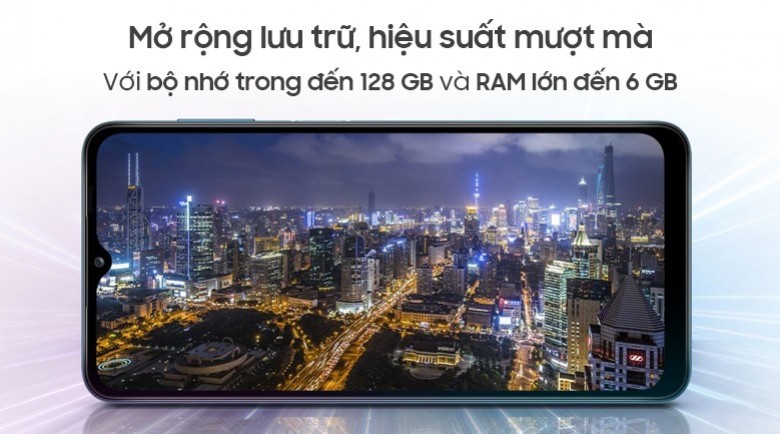 Mở rộng lưu trữ, hiệu suất mượt mà
Với bộ nhớ trong đến 128 GB và RAM lớn đến 6 GB